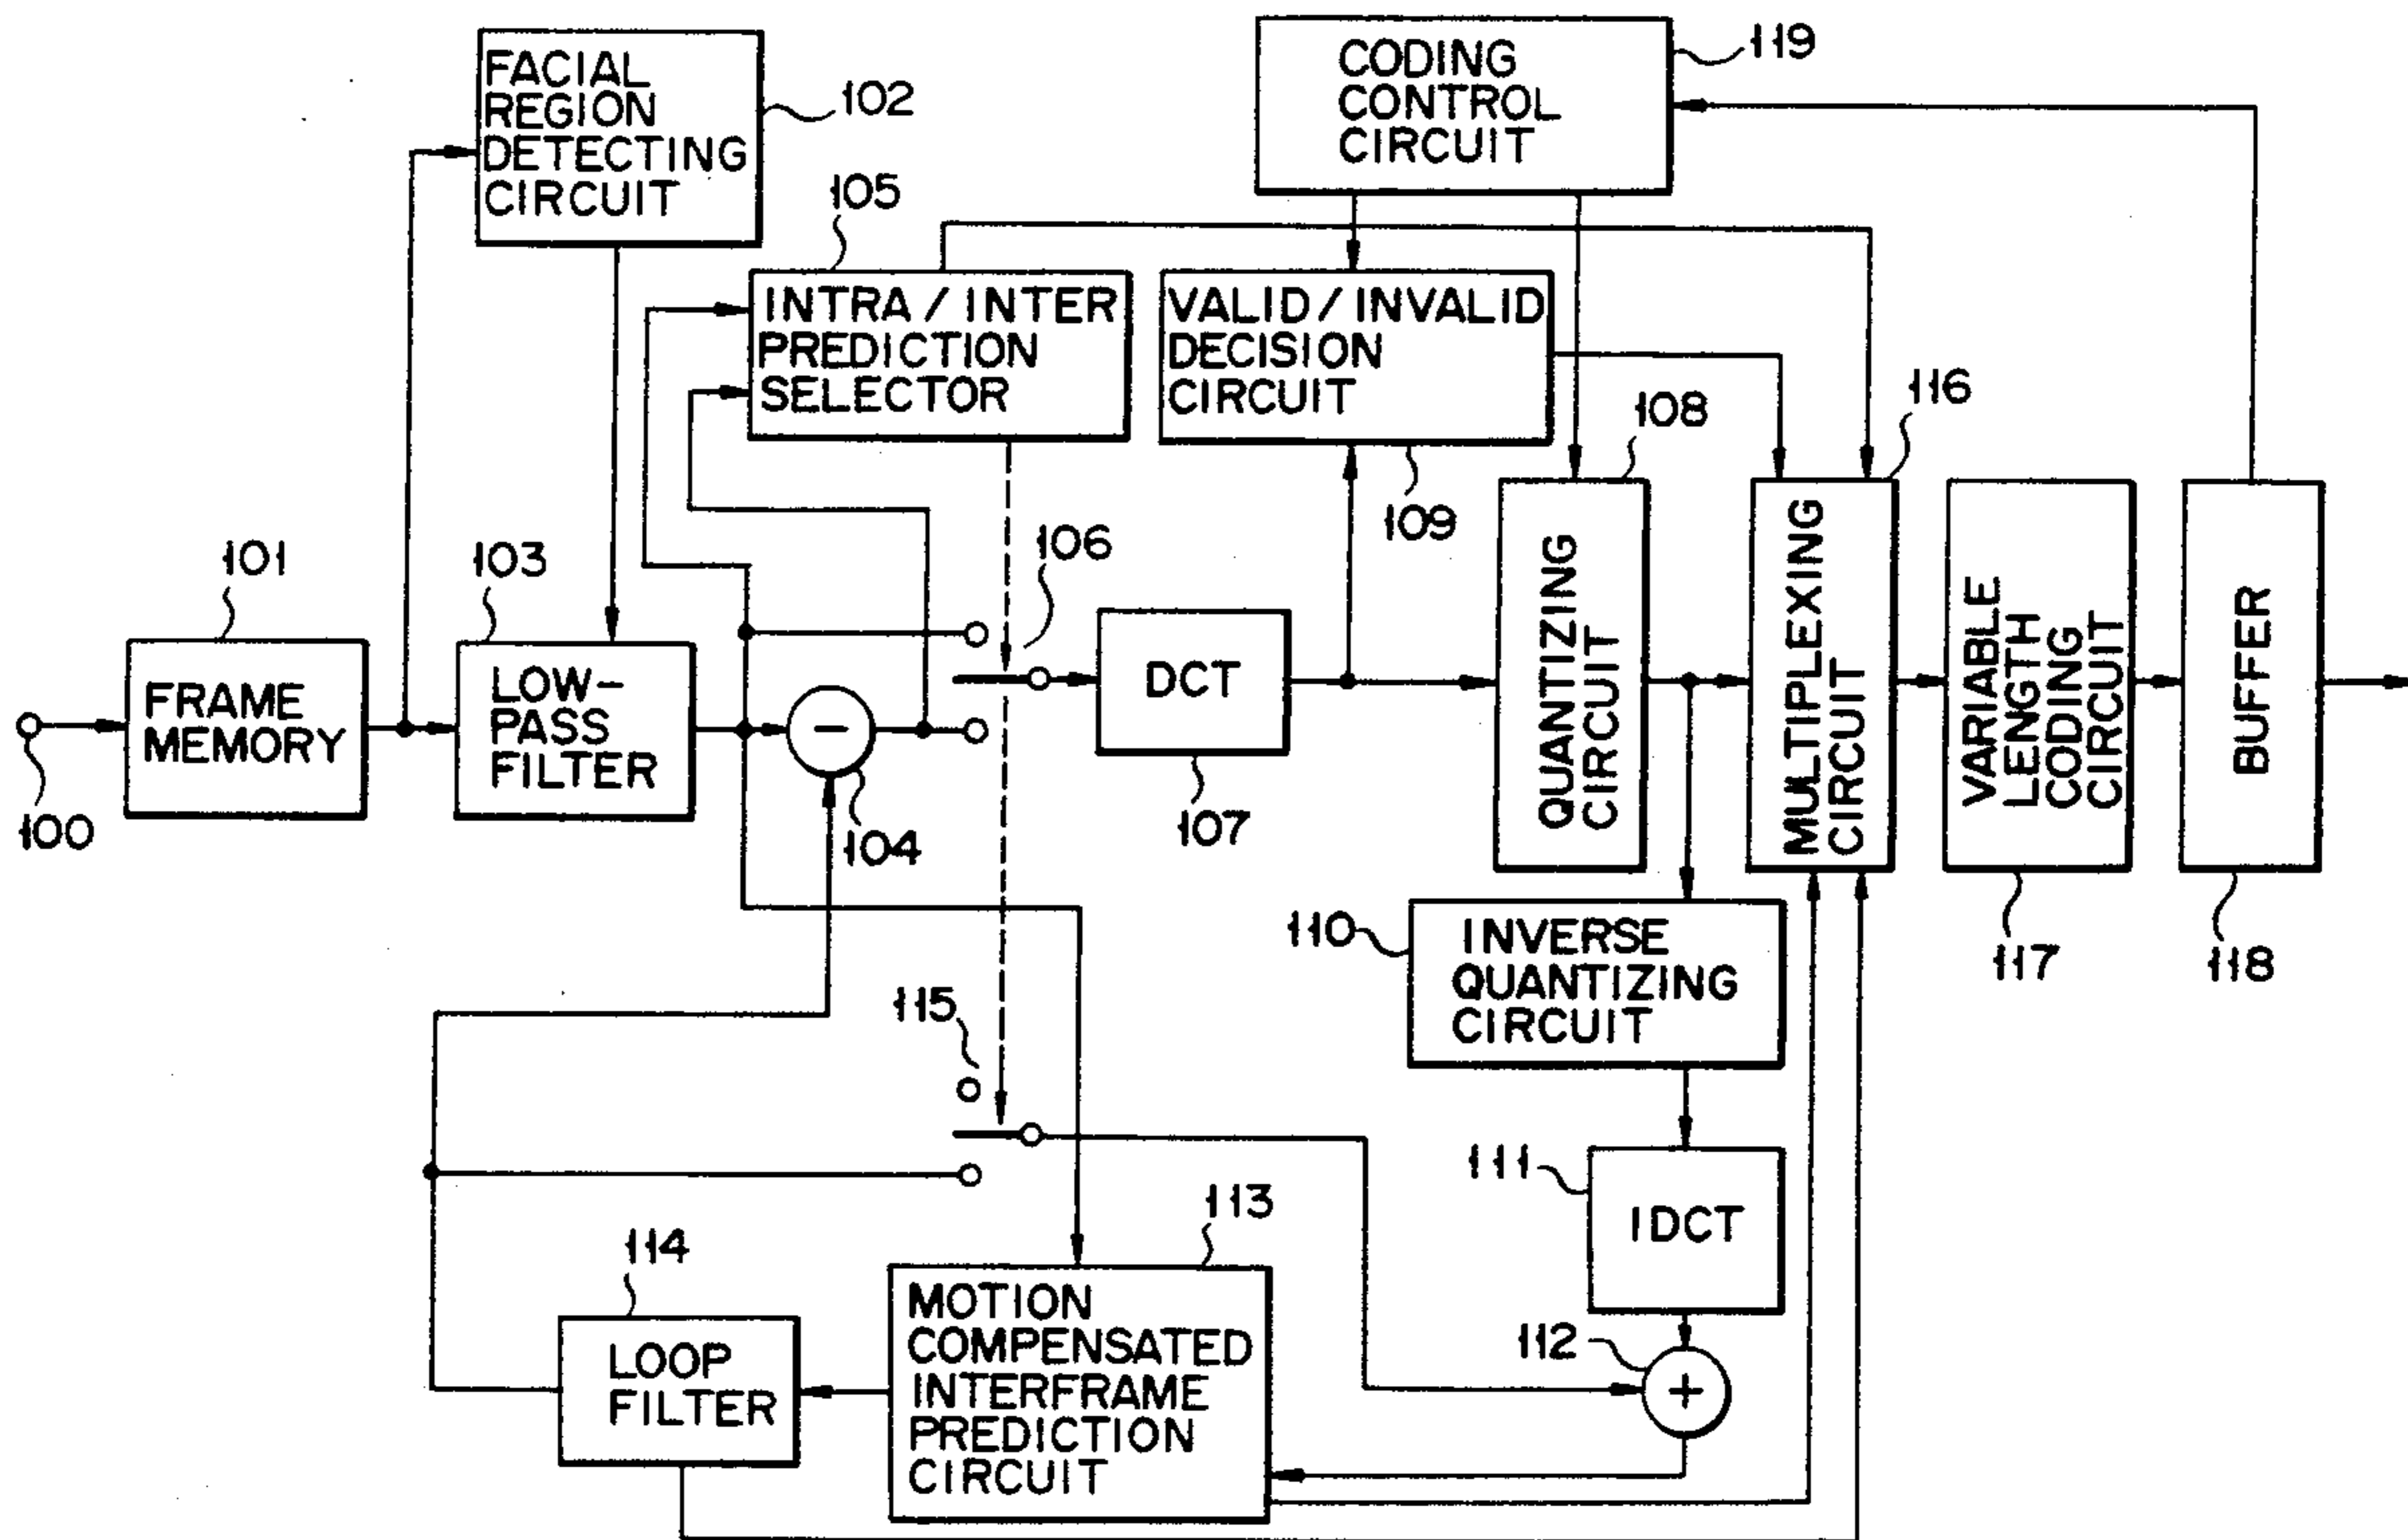 FACIAL
REGION
DETECTING
CIRCUIT
102
CODING
CONTROL
CIRCUIT
119
105
INTRA / INTER
PREDICTION
SELECTOR
VALID / INVALID
DECISION
CIRCUIT
109
108
116
101
FRAME
MEMORY
100
103
LOW-
PASS
FILTER
−
104
106
DCT
107
QUANTIZING
CIRCUIT
MULTIPLEXING
CIRCUIT
VARIABLE
LENGTH
CODING
CIRCUIT
117
BUFFER
118
110
INVERSE
QUANTIZING
CIRCUIT
115
111
IDCT
112
+
113
MOTION
COMPENSATED
INTERFRAME
PREDICTION
CIRCUIT
114
LOOP
FILTER